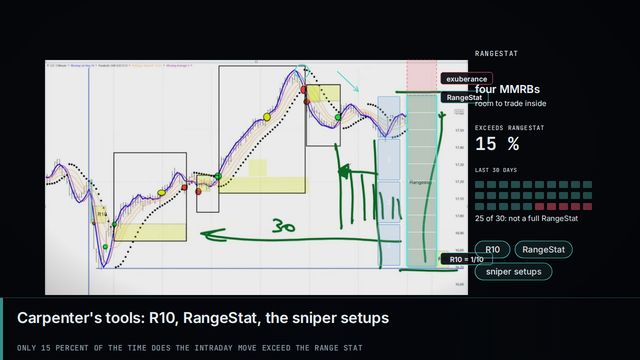 RANGESTAT
exuberance
four MMRBs
RangeStat
room to trade inside
EXCEEDS RANGESTAT
15 %
LAST 30 DAYS
25 of 30: not a full RangeStat
R10
RangeStat
R10 = 1/10
sniper setups
R10
Rangestat
30
Carpenter's tools: R10, RangeStat, the sniper setups
ONLY 15 PERCENT OF THE TIME DOES THE INTRADAY MOVE EXCEED THE RANGE STAT